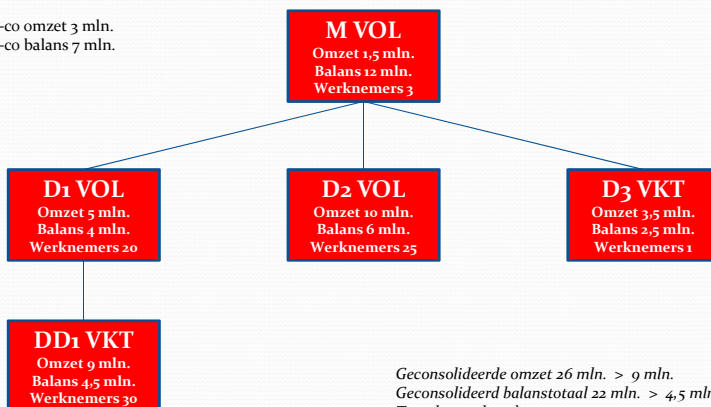 -co omzet 3 mln.
-co balans 7 mln.
M VOL
Omzet 1,5 mln.
Balans 12 mln.
Werknemers 3
D1 VOL
Omzet 5 mln.
Balans 4 mln.
Werknemers 20
D2 VOL
Omzet 10 mln.
Balans 6 mln.
Werknemers 25
D3 VKT
Omzet 3,5 mln.
Balans 2,5 mln.
Werknemers 1
DD1 VKT
Omzet 9 mln.
Balans 4,5 mln.
Werknemers 30
Geconsolideerde omzet 26 mln. > 9 mln.
Geconsolideerd balanstotaal 22 mln. > 4,5 mln